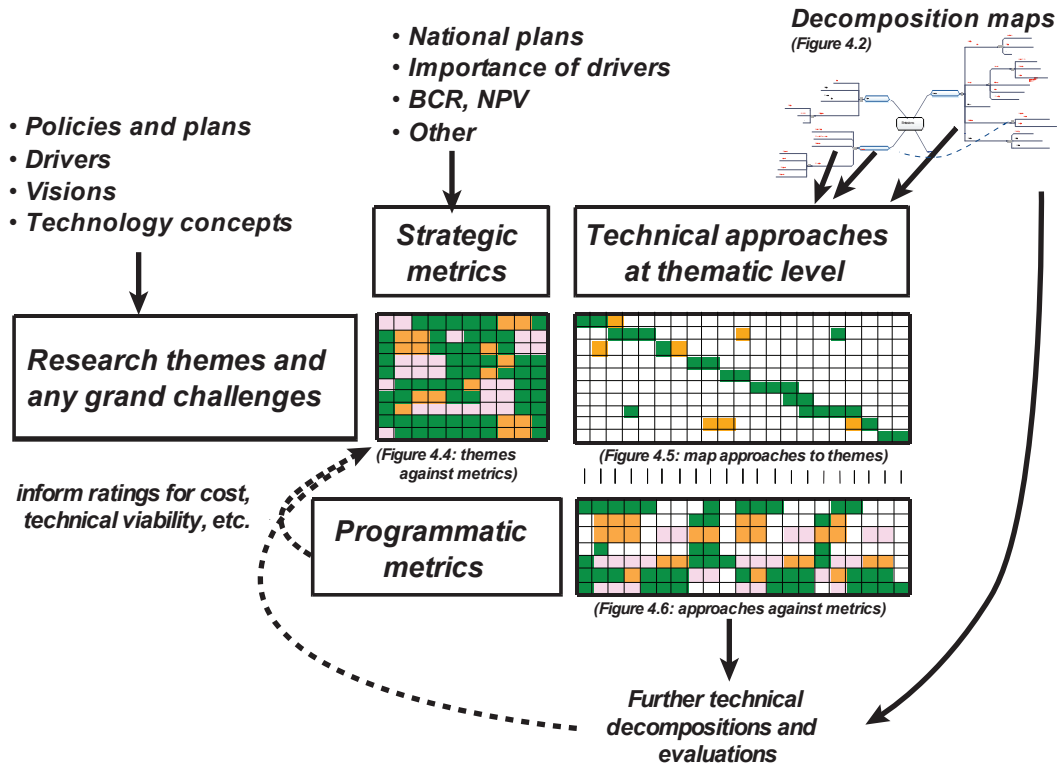 Decomposition maps
(Figure 4.2)
• National plans
• Importance of drivers
• BCR, NPV
• Other
• Policies and plans
• Drivers
• Visions
• Technology concepts
Strategic
metrics
Technical approaches
at thematic level
Research themes and
any grand challenges
(Figure 4.4: themes
against metrics)
(Figure 4.5: map approaches to themes)
inform ratings for cost,
technical viability, etc.
Programmatic
metrics
(Figure 4.6: approaches against metrics)
Further technical
decompositions and
evaluations